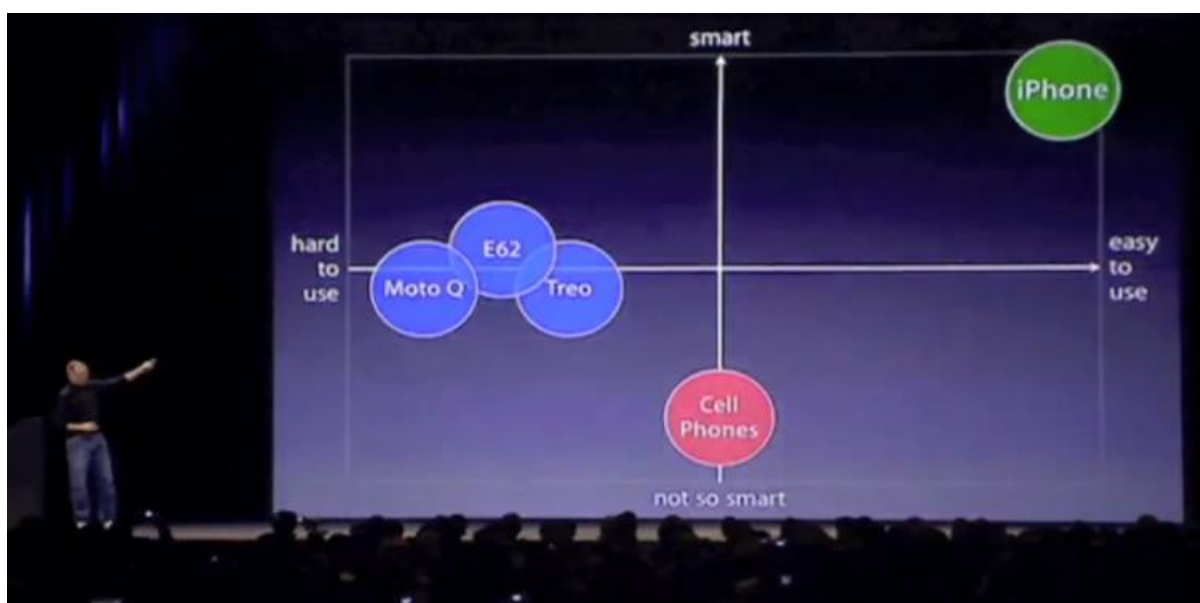 smart
iPhone
hard
to
use
E62
Moto Q
Treo
easy
to
use
Cell
Phones
not so smart